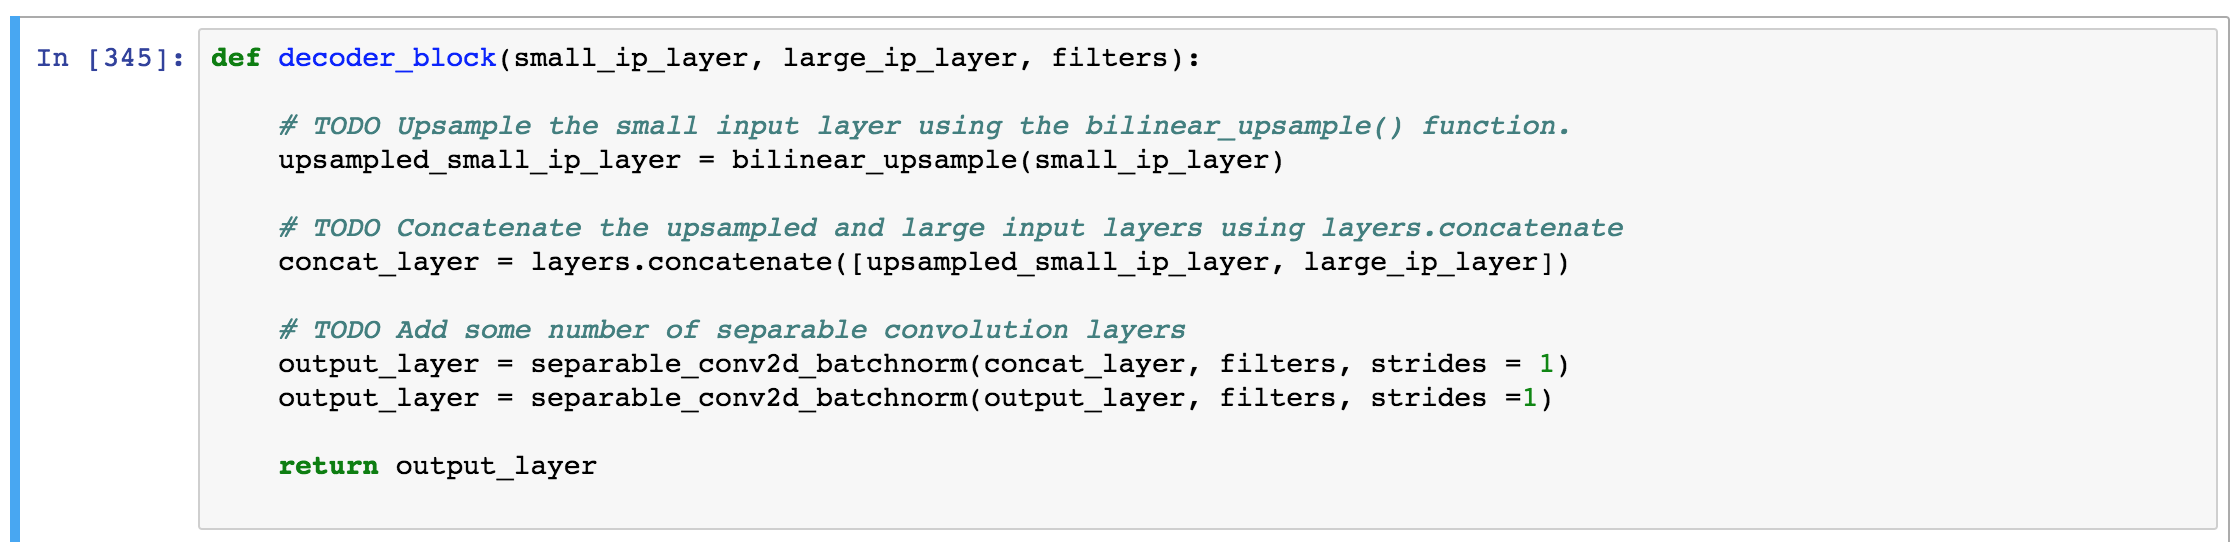 In [345]: def decoder_block(small_ip_layer, large_ip_layer, filters):
# TODO Upsample the small input layer using the bilinear_upsample() function.
upsampled_small_ip_layer = bilinear_upsample(small_ip_layer)
# TODO Concatenate the upsampled and large input layers using layers.concatenate
concat_layer = layers.concatenate([upsampled_small_ip_layer, large_ip_layer])
# TODO Add some number of separable convolution layers
output_layer = separable_conv2d_batchnorm(concat_layer, filters, strides = 1)
output_layer = separable_conv2d_batchnorm(output_layer, filters, strides =1)
return output_layer